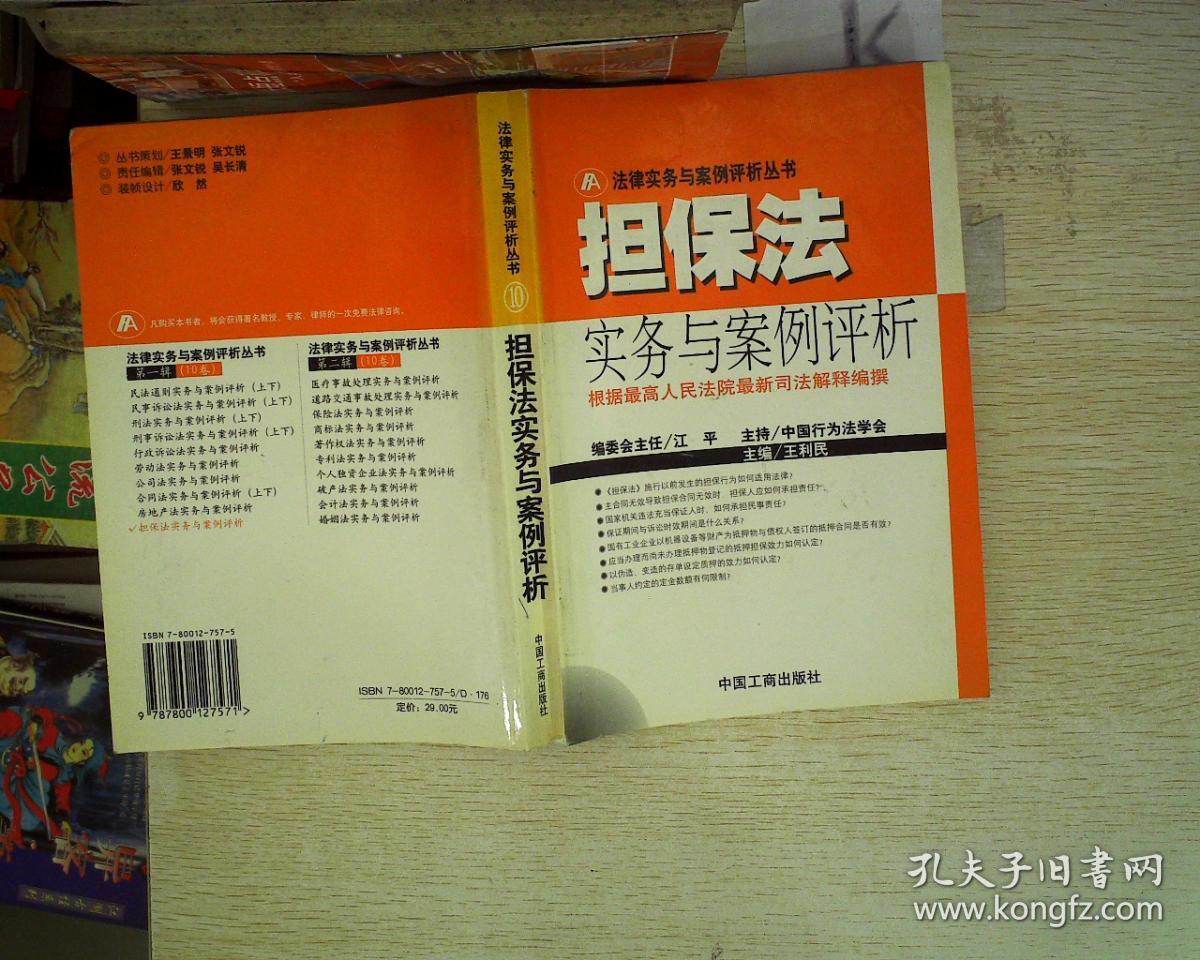 丛书策划/王景明 张文锐
责任编辑/张文锐 吴长清
装帧设计/欣 然
凡购买本书者，将会获得著名教授、专家、律师的一次免费法律咨询。
法律实务与案例评析丛书
第一辑(10卷)
民法通则实务与案例评析(上下)
民事诉讼法实务与案例评析(上下)
刑法实务与案例评析(上下)
刑事诉讼法实务与案例评析(上下)
行政诉讼法实务与案例评析
劳动法实务与案例评析
公司法实务与案例评析
合同法实务与案例评析(上下)
房地产法实务与案例评析
✓担保法实务与案例评析
法律实务与案例评析丛书
第二辑(10卷)
医疗事故处理实务与案例评析
道路交通事故处理实务与案例评析
保险法实务与案例评析
商标法实务与案例评析
著作权法实务与案例评析
专利法实务与案例评析
个人独资企业法实务与案例评析
破产法实务与案例评析
会计法实务与案例评析
婚姻法实务与案例评析
ISBN 7-80012-757-5
9 787800 127571 >
ISBN 7-80012-757-5/D·176
定价: 29.00元
法律实务与案例评析丛书
⑩
担保法实务与案例评析
中国工商出版社
法律实务与案例评析丛书
担保法
实务与案例评析
根据最高人民法院最新司法解释编撰
编委会主任/江 平 主持/中国行为法学会
主编/王利民
●《担保法》施行以前发生的担保行为如何适用法律?
●主合同无效导致担保合同无效时，担保人应如何承担责任?
●国家机关违法充当保证人时，如何承担民事责任?
●保证期间与诉讼时效期间是什么关系?
●国有工业企业以机器设备等财产为抵押物与债权人签订的抵押合同是否有效?
●应当办理而尚未办理抵押物登记的抵押担保效力如何认定?
●以伪造、变造的存单设定质押的效力如何认定?
●当事人约定的定金数额有何限制?
中国工商出版社
K
孔夫子旧书网
www.kongfz.com